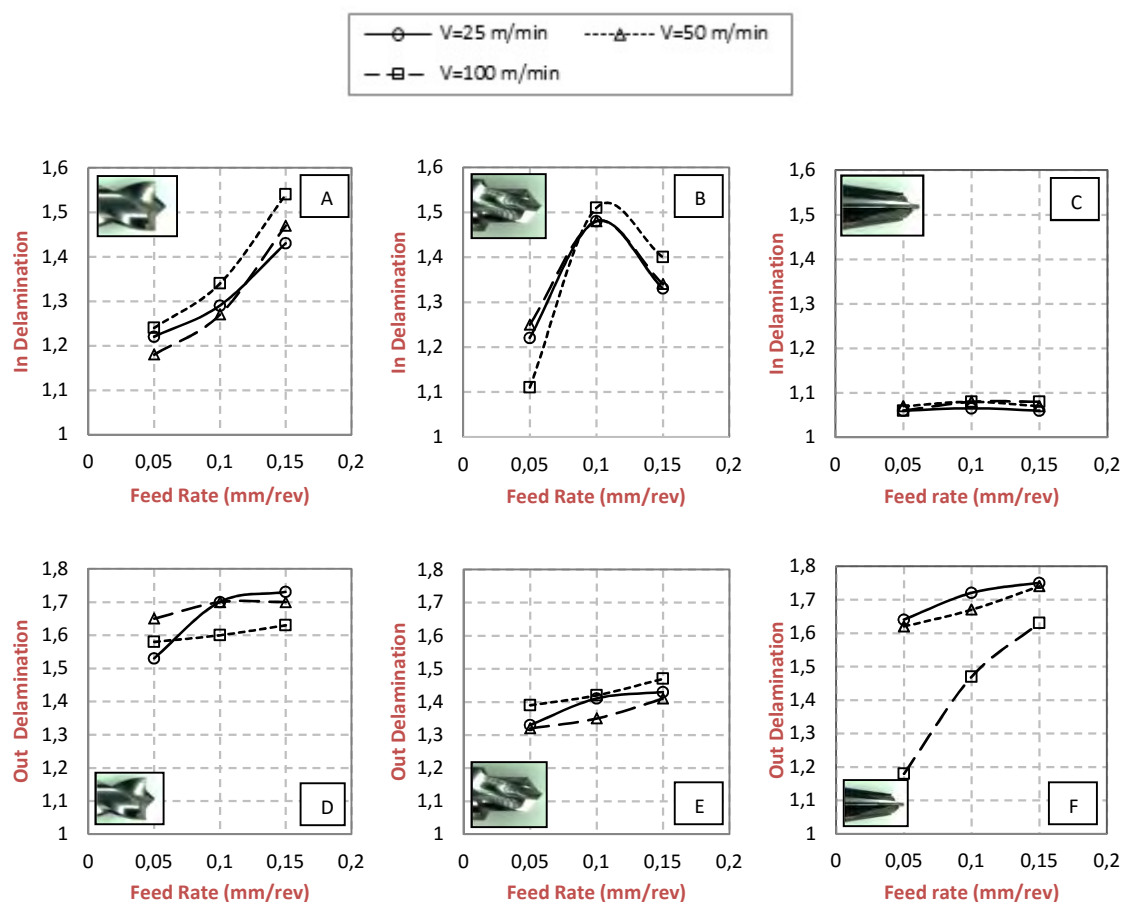 V=25 m/min V=50 m/min
V=100 m/min
In Delamination
1,6
1,5
1,4
1,3
1,2
1,1
1
A
0 0,05 0,1 0,15 0,2
Feed Rate (mm/rev)
In Delamination
1,6
1,5
1,4
1,3
1,2
1,1
1
B
0 0,05 0,1 0,15 0,2
Feed Rate (mm/rev)
In Delamination
1,6
1,5
1,4
1,3
1,2
1,1
1
C
0 0,05 0,1 0,15 0,2
Feed rate (mm/rev)
Out Delamination
1,8
1,7
1,6
1,5
1,4
1,3
1,2
1,1
1
D
0 0,05 0,1 0,15 0,2
Feed Rate (mm/rev)
Out Delamination
1,8
1,7
1,6
1,5
1,4
1,3
1,2
1,1
1
E
0 0,05 0,1 0,15 0,2
Feed Rate (mm/rev)
Out Delamination
1,8
1,7
1,6
1,5
1,4
1,3
1,2
1,1
1
F
0 0,05 0,1 0,15 0,2
Feed rate (mm/rev)